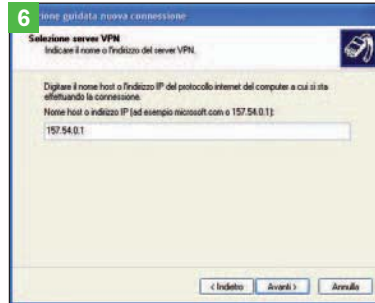 6
ione guidata nuova connessione
Selezione server VPN
Indicare il nome o l'indirizzo del server VPN.
Digitare il nome host o l'indirizzo IP del protocollo internet del computer a cui si sta
effettuando la connessione.
Nome host o indirizzo IP (ad esempio microsoft.com o 157.54.0.1):
157.54.0.1
< Indietro
Avanti >
Annulla